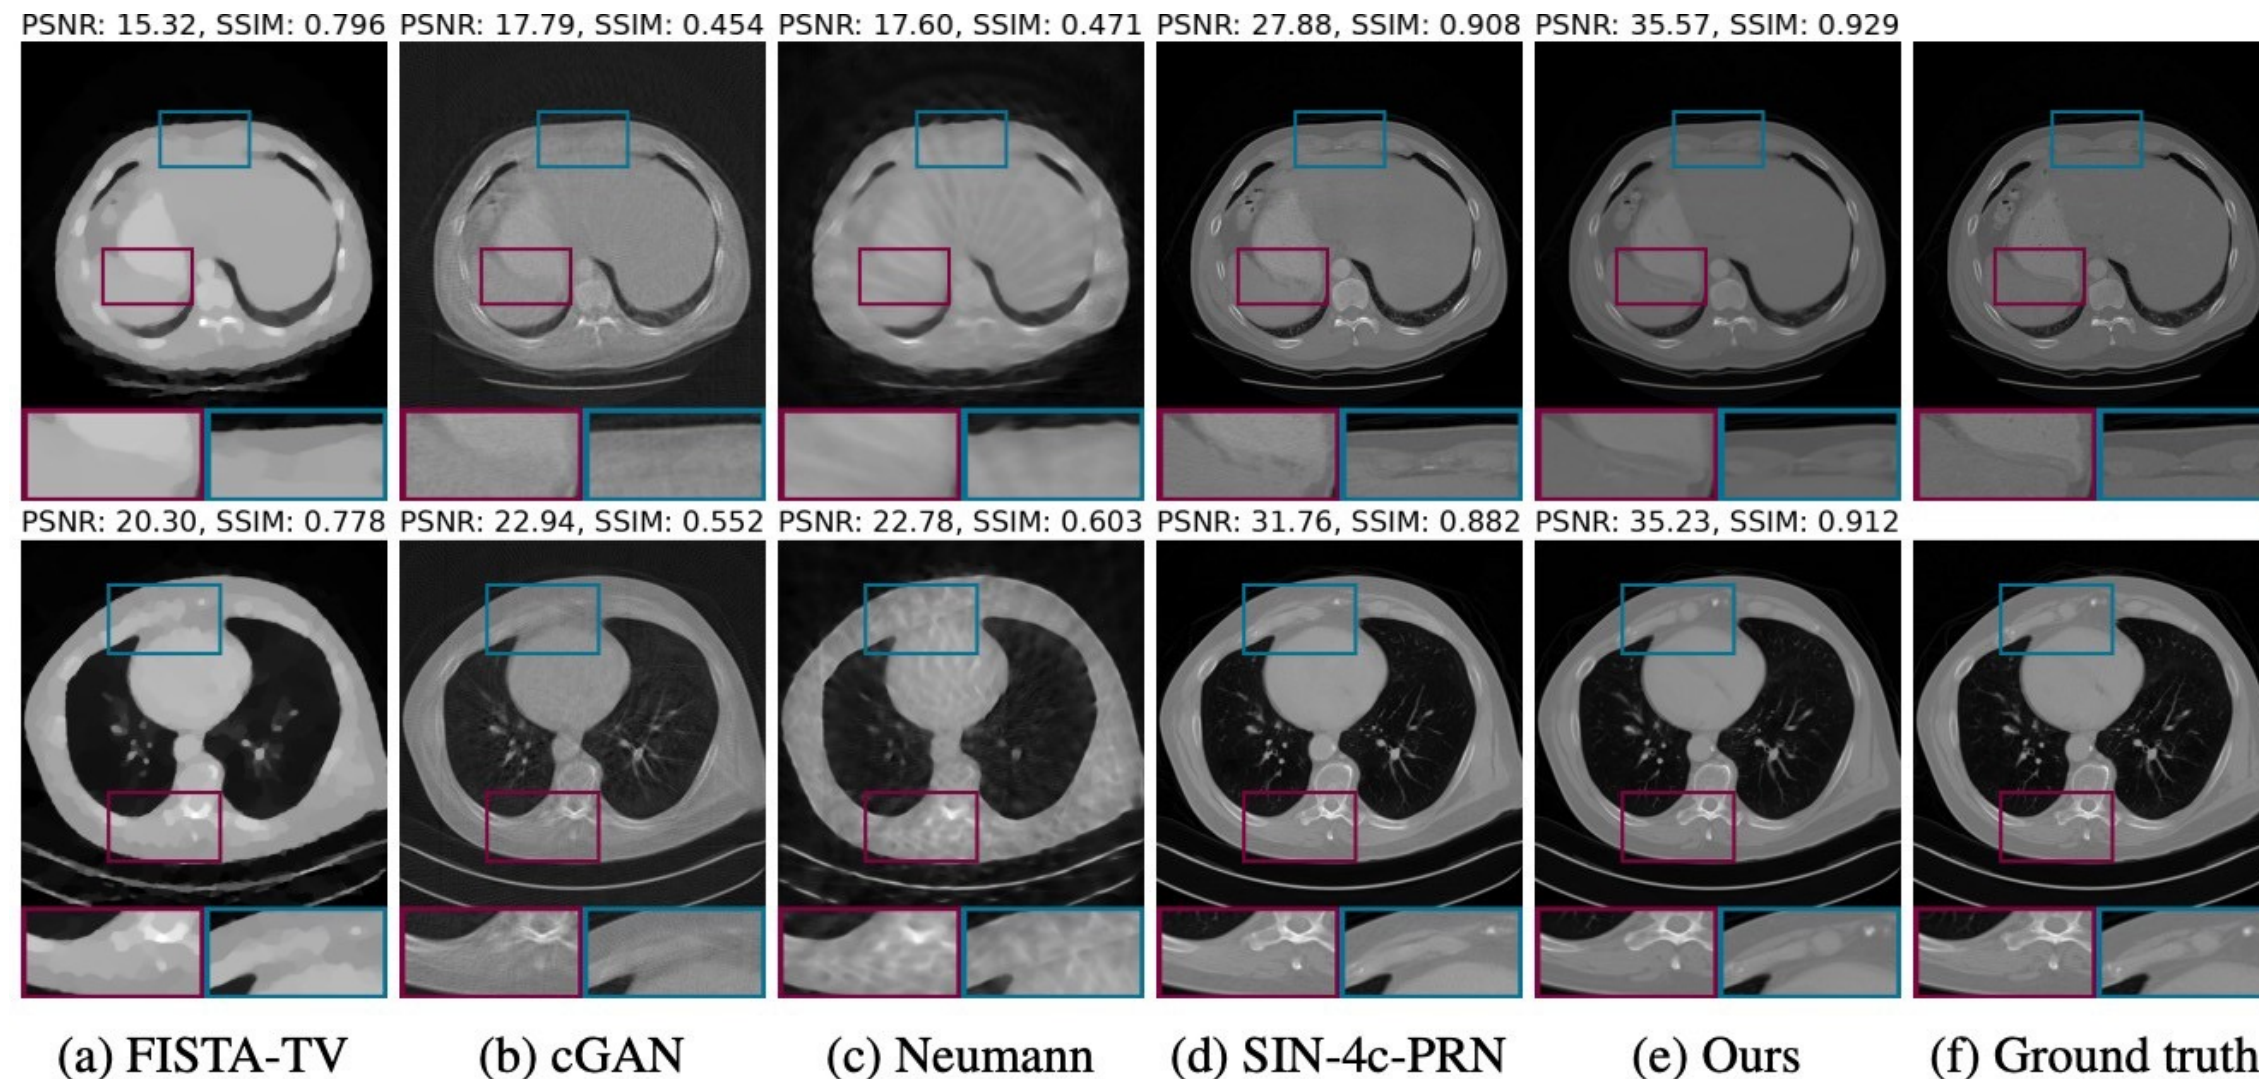 PSNR: 15.32, SSIM: 0.796 PSNR: 17.79, SSIM: 0.454 PSNR: 17.60, SSIM: 0.471 PSNR: 27.88, SSIM: 0.908 PSNR: 35.57, SSIM: 0.929
PSNR: 20.30, SSIM: 0.778 PSNR: 22.94, SSIM: 0.552 PSNR: 22.78, SSIM: 0.603 PSNR: 31.76, SSIM: 0.882 PSNR: 35.23, SSIM: 0.912
(a) FISTA-TV (b) cGAN (c) Neumann (d) SIN-4c-PRN (e) Ours (f) Ground truth